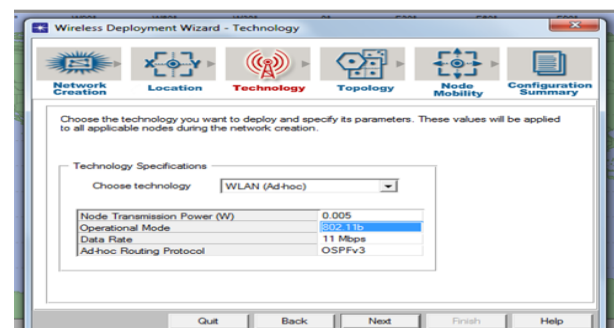 Wireless Deployment Wizard - Technology
Network Creation
Location
Technology
Topology
Node Mobility
Configuration Summary
Choose the technology you want to deploy and specify its parameters. These values will be applied
to all applicable nodes during the network creation.
Technology Specifications
Choose technology WLAN (Ad-hoc)
Node Transmission Power (W) 0.005
Operational Mode 802.11b
Data Rate 11 Mbps
Ad-hoc Routing Protocol OSPFv3
Quit Back Next Finish Help